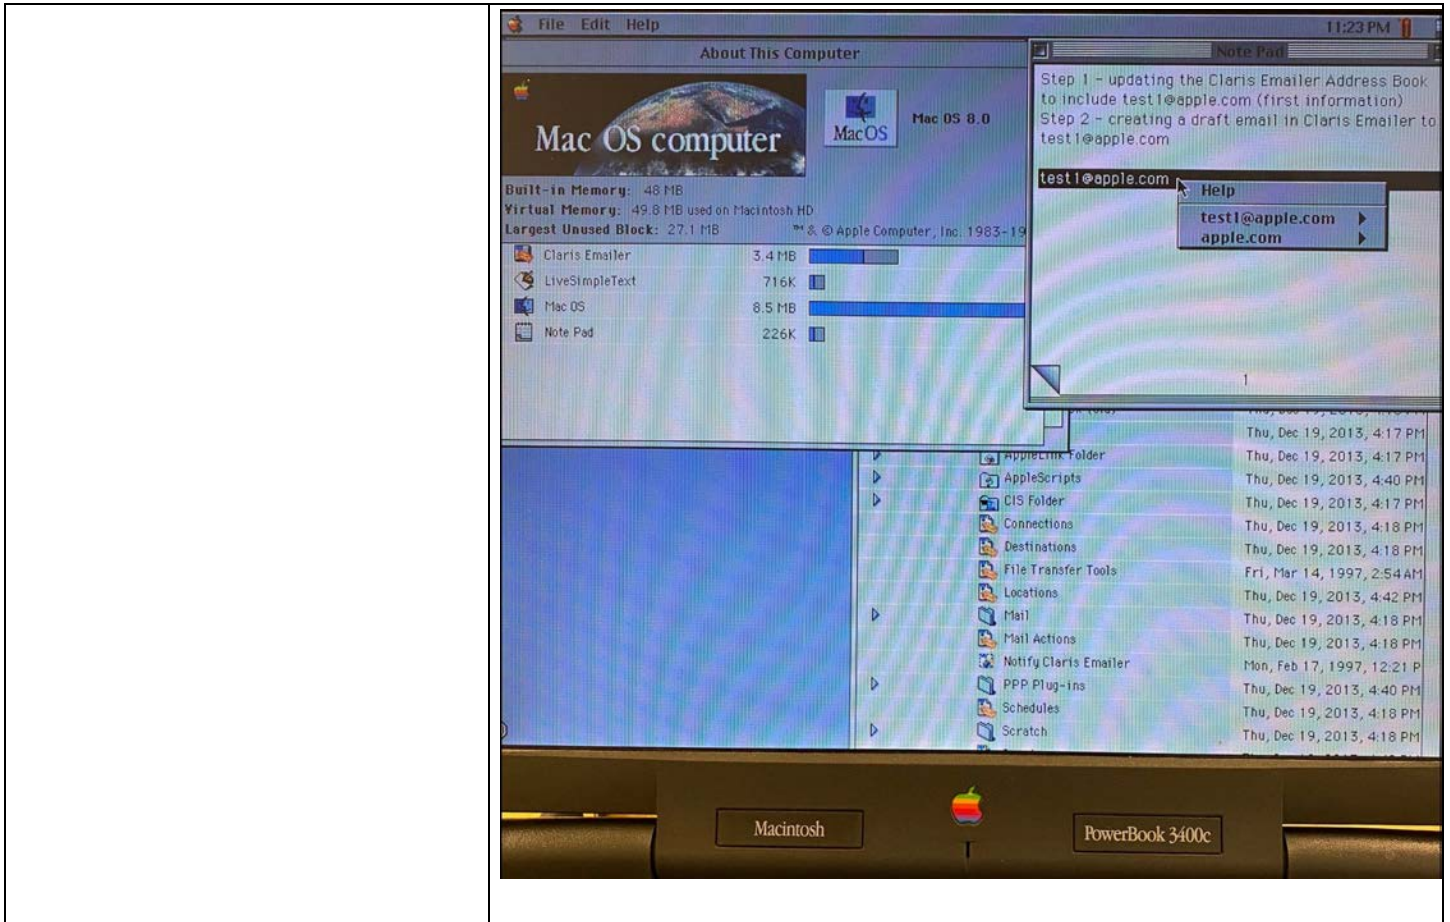 File Edit Help
11:23 PM
About This Computer
Mac OS computer
MacOS
Mac OS 8.0
Built-in Memory: 48 MB
Virtual Memory: 49.8 MB used on Macintosh HD
Largest Unused Block: 27.1 MB
™ & © Apple Computer, Inc. 1983-19
Claris Emailer 3.4 MB
LiveSimpleText 716K
Mac OS 8.5 MB
Note Pad 226K
Note Pad
Step 1 - updating the Claris Emailer Address Book
to include test1@apple.com (first information)
Step 2 - creating a draft email in Claris Emailer to
test1@apple.com
test1@apple.com
Help
test1@apple.com
apple.com
1
Thu, Dec 19, 2013, 4:17 PM
AppleLink Folder Thu, Dec 19, 2013, 4:17 PM
AppleScripts Thu, Dec 19, 2013, 4:40 PM
CIS Folder Thu, Dec 19, 2013, 4:17 PM
Connections Thu, Dec 19, 2013, 4:18 PM
Destinations Thu, Dec 19, 2013, 4:18 PM
File Transfer Tools Fri, Mar 14, 1997, 2:54 AM
Locations Thu, Dec 19, 2013, 4:42 PM
Mail Thu, Dec 19, 2013, 4:18 PM
Mail Actions Thu, Dec 19, 2013, 4:18 PM
Notify Claris Emailer Mon, Feb 17, 1997, 12:21 P
PPP Plug-ins Thu, Dec 19, 2013, 4:40 PM
Schedules Thu, Dec 19, 2013, 4:18 PM
Scratch Thu, Dec 19, 2013, 4:18 PM
Macintosh
PowerBook 3400c